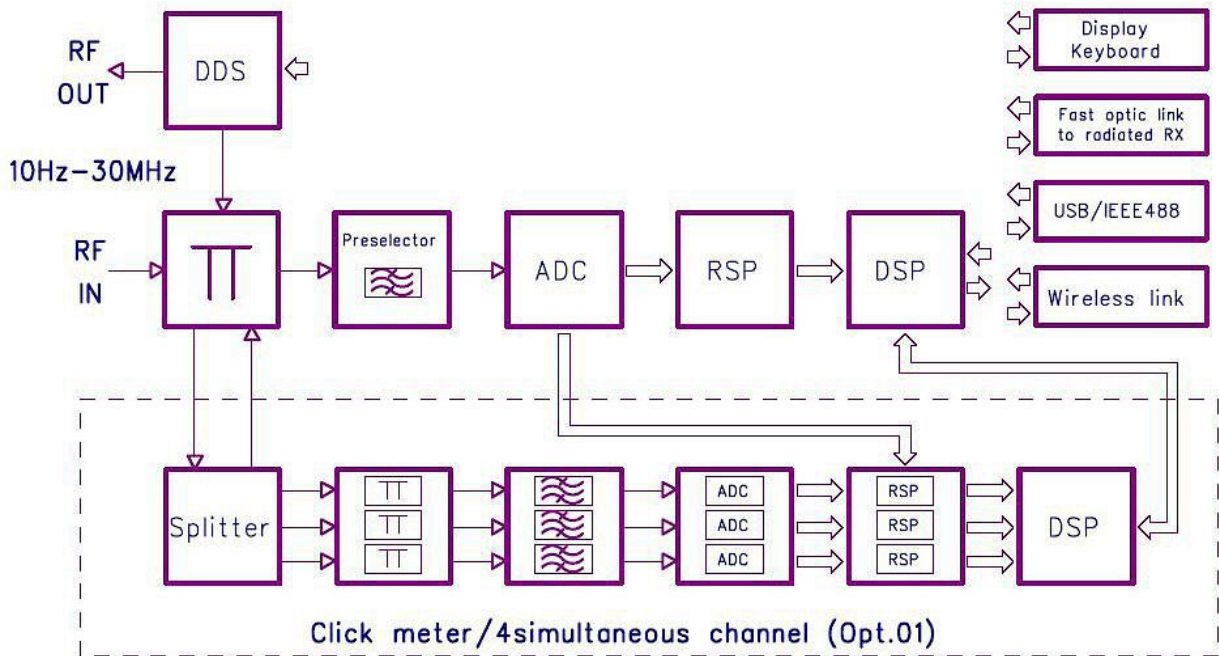 RF
OUT
DDS
Display
Keyboard
Fast optic link
to radiated RX
10Hz-30MHz
USB/IEEE488
RF
IN
Preselector
ADC
RSP
DSP
Wireless link
Splitter
ADC
ADC
ADC
RSP
RSP
RSP
DSP
Click meter/4simultaneous channel (Opt.01)